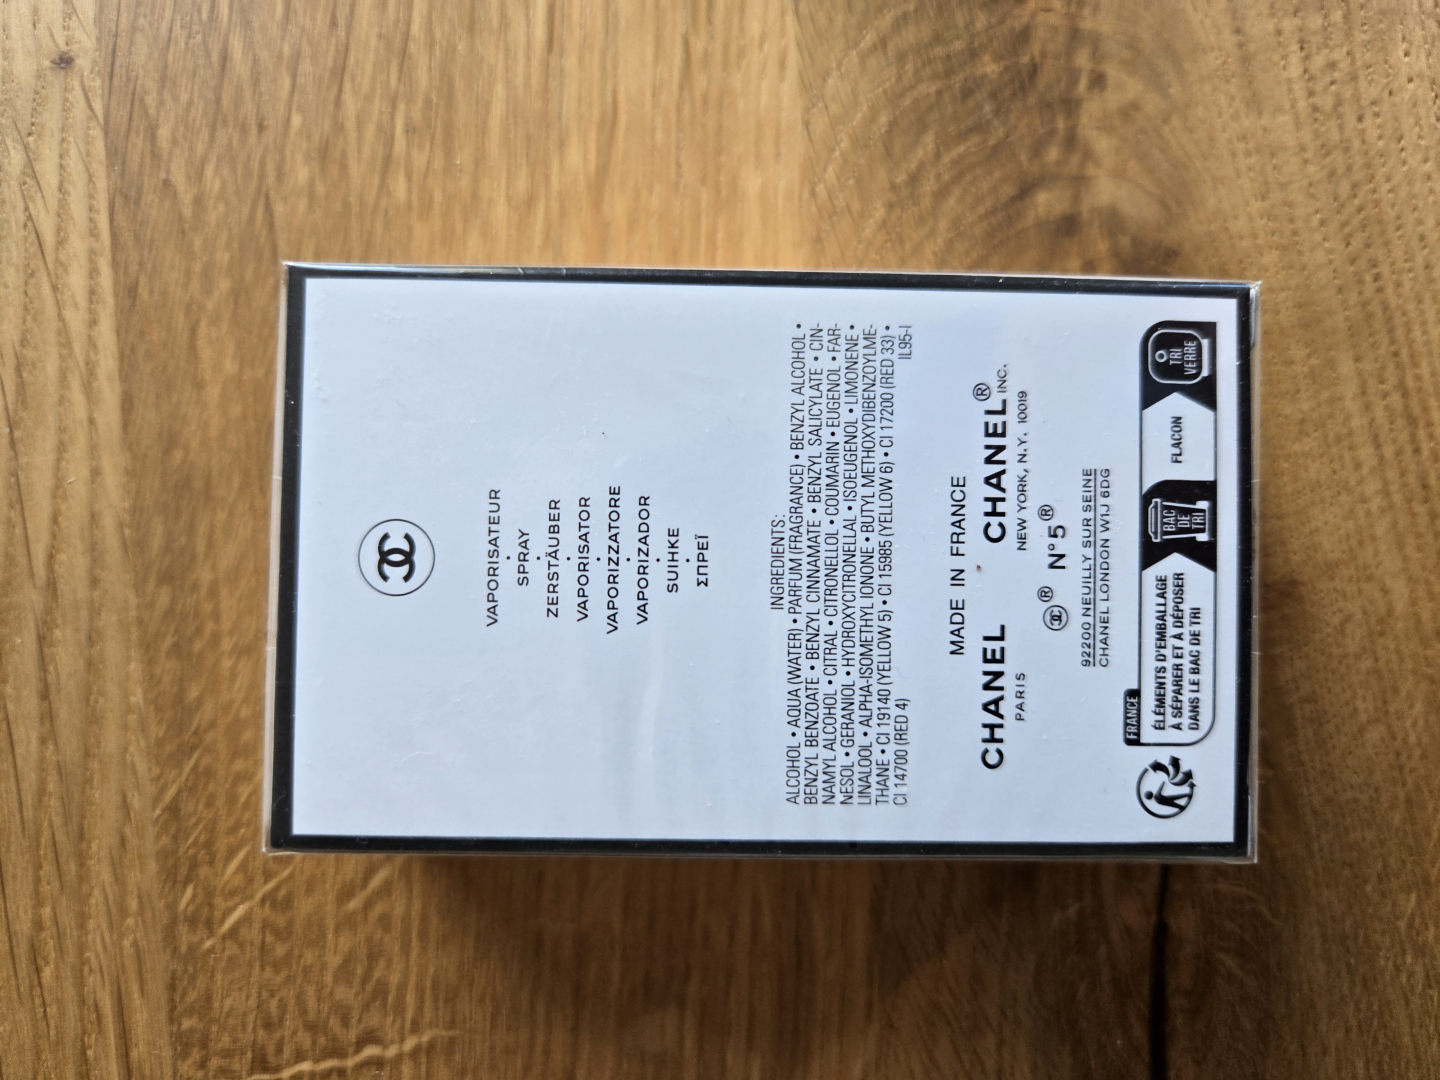 VAPORISATEUR
•
SPRAY
•
ZERSTÄUBER
•
VAPORISATOR
•
VAPORIZZATORE
•
VAPORIZADOR
•
SUIHKE
•
ΣΠΡΕΪ
INGREDIENTS:
ALCOHOL • AQUA (WATER) • PARFUM (FRAGRANCE) • BENZYL ALCOHOL •
BENZYL BENZOATE • BENZYL CINNAMATE • BENZYL SALICYLATE • CIN-
NAMYL ALCOHOL • CITRAL • CITRONELLOL • COUMARIN • EUGENOL • FAR-
NESOL • GERANIOL • HYDROXYCITRONELLAL • ISOEUGENOL • LIMONENE •
LINALOOL • ALPHA-ISOMETHYL IONONE • BUTYL METHOXYDIBENZOYLME-
THANE • CI 19140 (YELLOW 5) • CI 15985 (YELLOW 6) • CI 17200 (RED 33) •
CI 14700 (RED 4) IL95-I
MADE IN FRANCE
CHANEL CHANEL® INC.
PARIS NEW YORK, N.Y. 10019
® N°5®
92200 NEUILLY SUR SEINE
CHANEL LONDON W1J 6DG
FRANCE
ÉLÉMENTS D'EMBALLAGE
À SÉPARER ET À DÉPOSER
DANS LE BAC DE TRI
BAC
DE
TRI
FLACON
TRI
VERRE